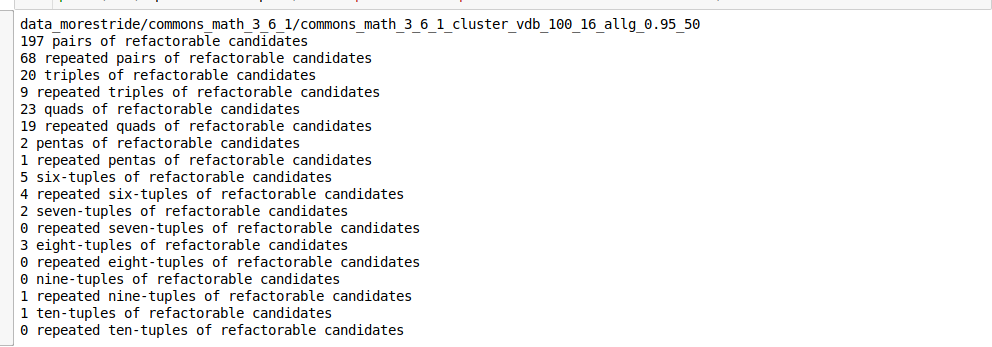 data_morestride/commons_math_3_6_1/commons_math_3_6_1_cluster_vdb_100_16_allg_0.95_50
197 pairs of refactorable candidates
68 repeated pairs of refactorable candidates
20 triples of refactorable candidates
9 repeated triples of refactorable candidates
23 quads of refactorable candidates
19 repeated quads of refactorable candidates
2 pentas of refactorable candidates
1 repeated pentas of refactorable candidates
5 six-tuples of refactorable candidates
4 repeated six-tuples of refactorable candidates
2 seven-tuples of refactorable candidates
0 repeated seven-tuples of refactorable candidates
3 eight-tuples of refactorable candidates
0 repeated eight-tuples of refactorable candidates
0 nine-tuples of refactorable candidates
1 repeated nine-tuples of refactorable candidates
1 ten-tuples of refactorable candidates
0 repeated ten-tuples of refactorable candidates